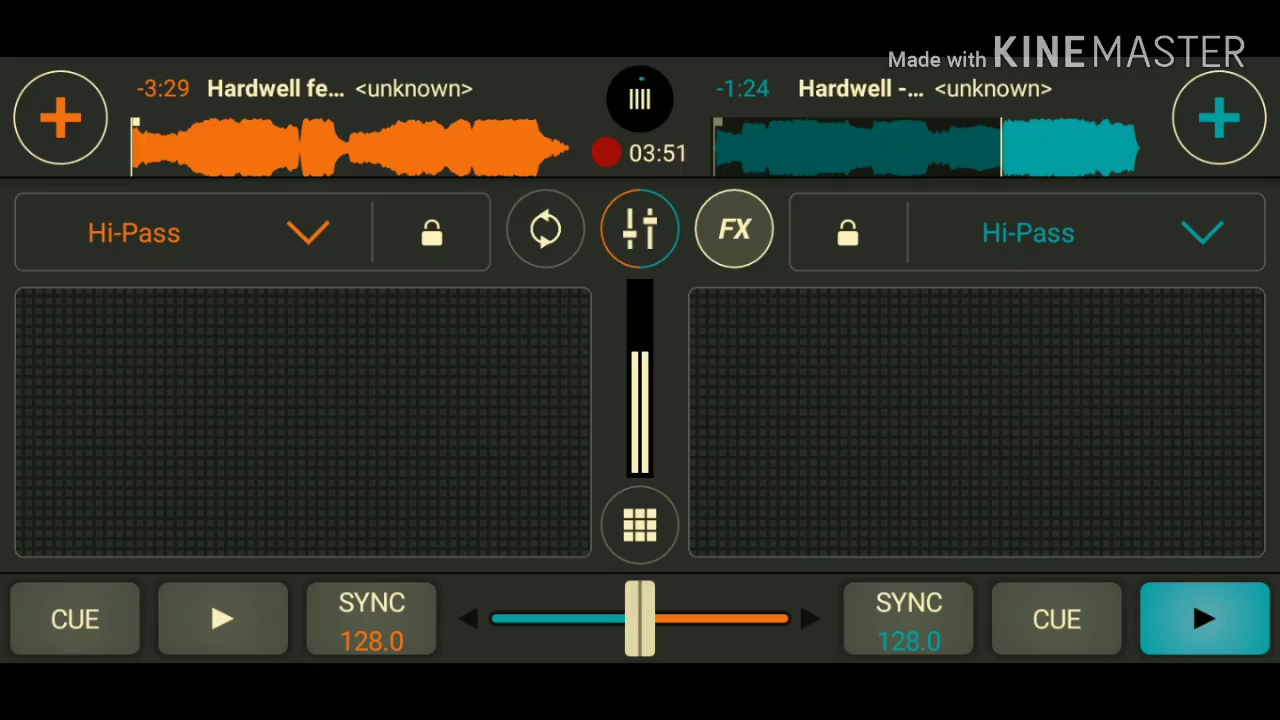 Made with KINEMASTER
-3:29 Hardwell fe... <unknown>
-1:24 Hardwell -... <unknown>
03:51
Hi-Pass
FX
Hi-Pass
CUE
SYNC
128.0
SYNC
128.0
CUE